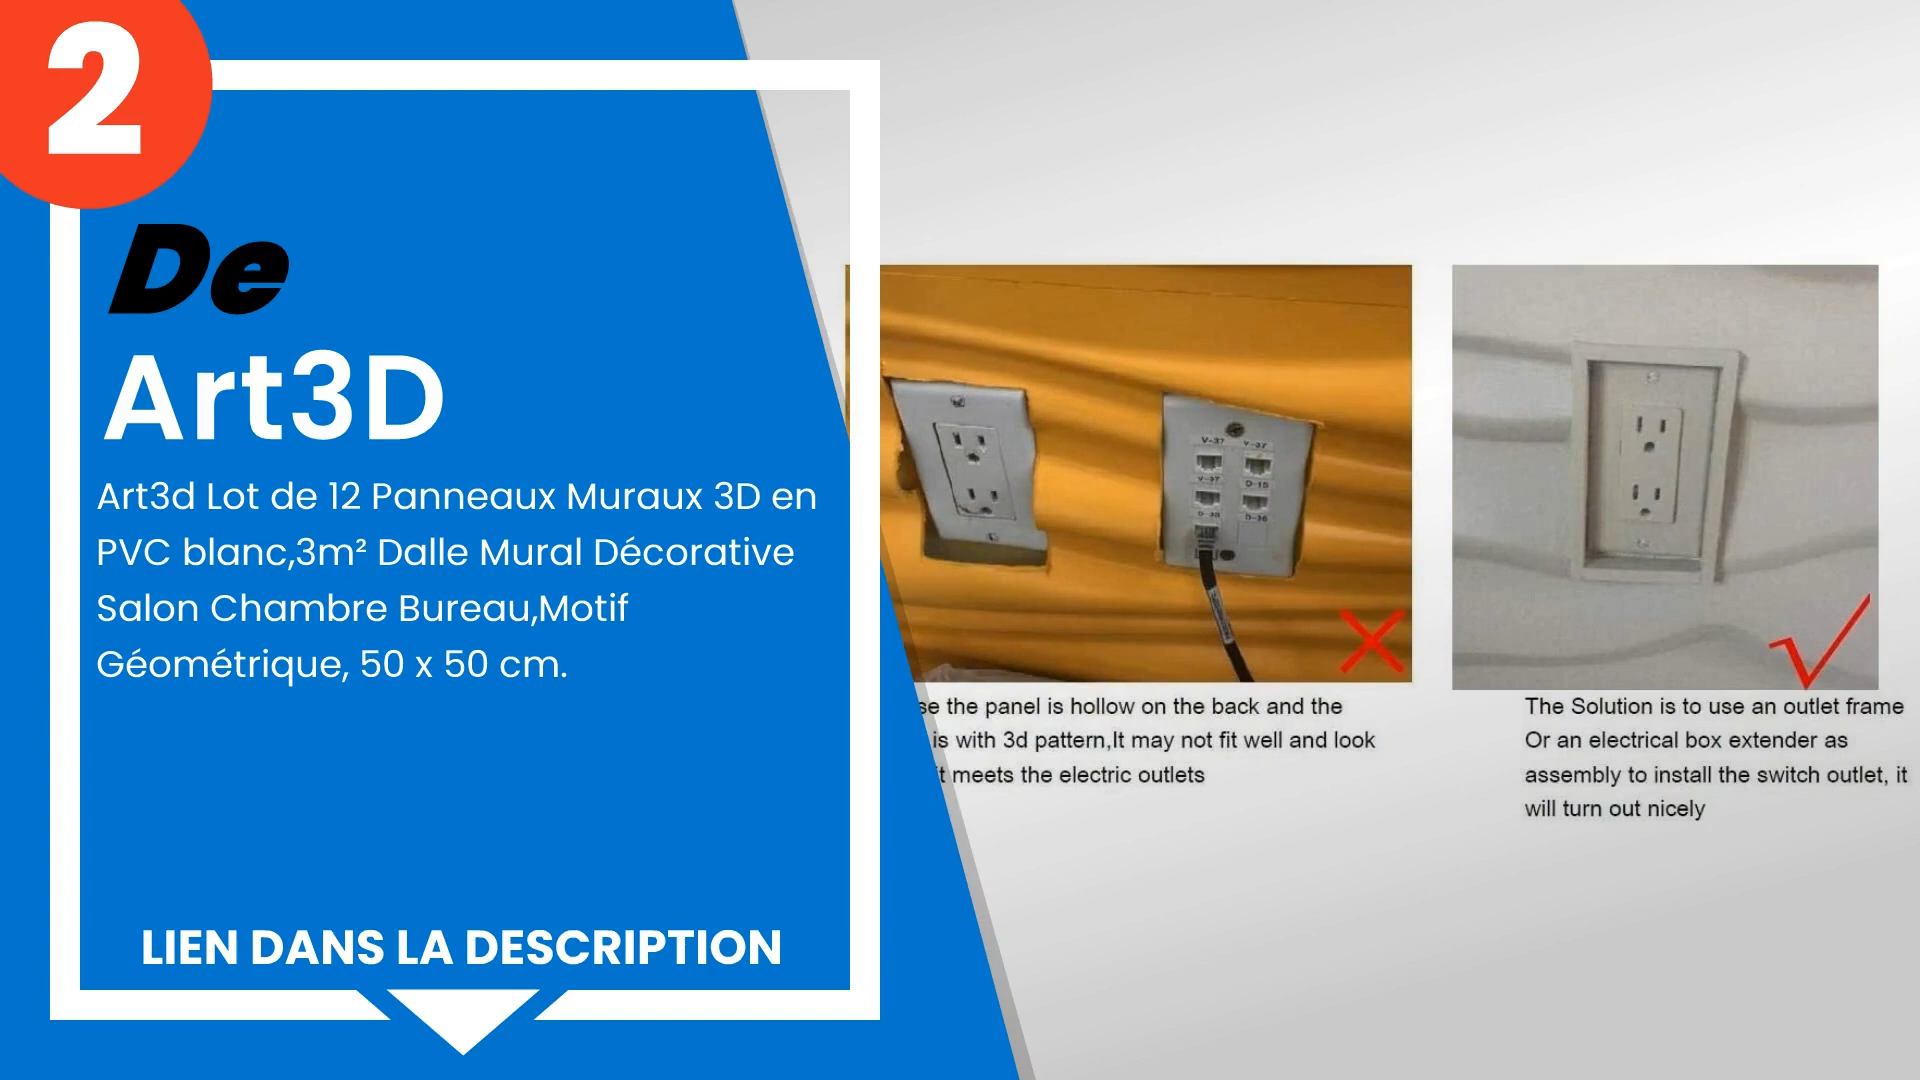 2
De
Art3D
Art3d Lot de 12 Panneaux Muraux 3D en
PVC blanc,3m² Dalle Mural Décorative
Salon Chambre Bureau,Motif
Géométrique, 50 x 50 cm.
LIEN DANS LA DESCRIPTION
V-37
V-37
D-15
D-36
the panel is hollow on the back and the
is with 3d pattern,It may not fit well and look
meets the electric outlets
The Solution is to use an outlet frame
Or an electrical box extender as
assembly to install the switch outlet, it
will turn out nicely